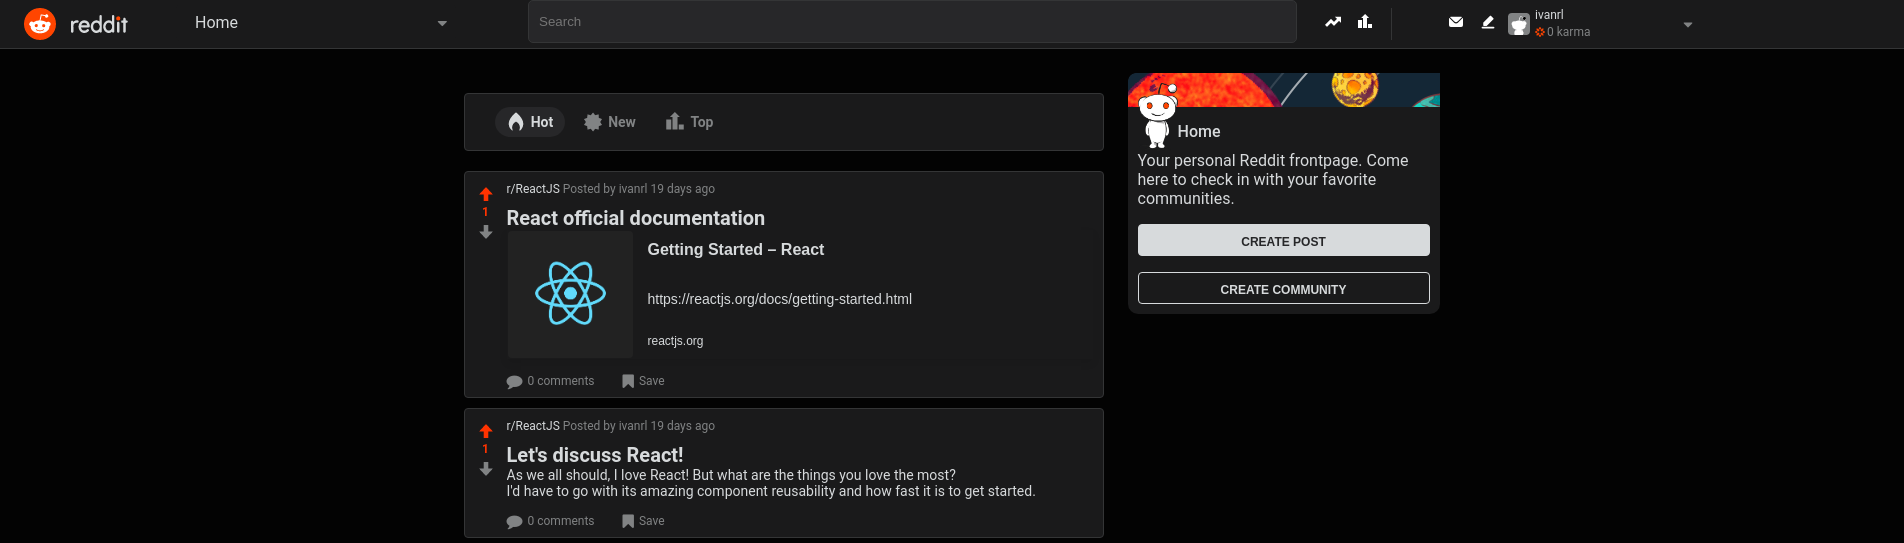 reddit
Home
Search
ivanrl
0 karma
Hot
New
Top
r/ReactJS Posted by ivanrl 19 days ago
1
React official documentation
Getting Started – React
https://reactjs.org/docs/getting-started.html
reactjs.org
0 comments
Save
r/ReactJS Posted by ivanrl 19 days ago
1
Let's discuss React!
As we all should, I love React! But what are the things you love the most?
I'd have to go with its amazing component reusability and how fast it is to get started.
0 comments
Save
Home
Your personal Reddit frontpage. Come
here to check in with your favorite
communities.
CREATE POST
CREATE COMMUNITY